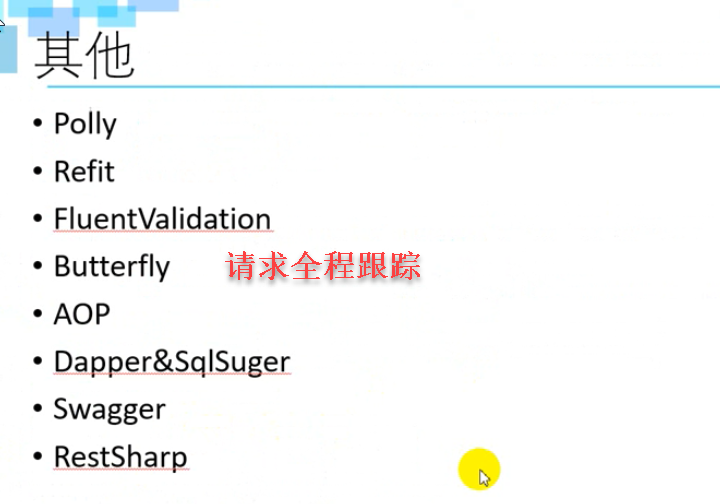 其他
• Polly
• Refit
• FluentValidation
• Butterfly 请求全程跟踪
• AOP
• Dapper&SqlSuger
• Swagger
• RestSharp